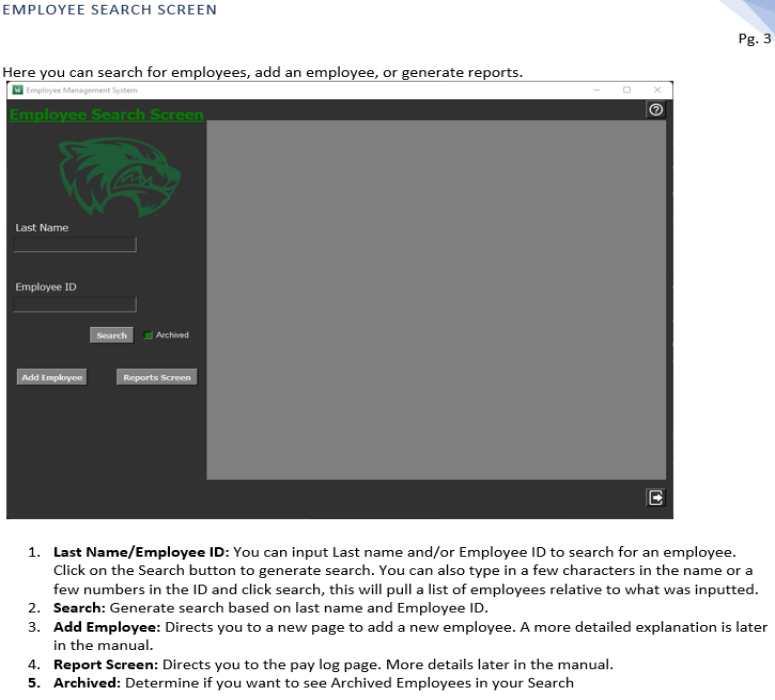 EMPLOYEE SEARCH SCREEN
Pg. 3
Here you can search for employees, add an employee, or generate reports.
Employee Management System
Employee Search Screen
Last Name
Employee ID
Search
Archived
Add Employee
Reports Screen
1. Last Name/Employee ID: You can input Last name and/or Employee ID to search for an employee.
Click on the Search button to generate search. You can also type in a few characters in the name or a
few numbers in the ID and click search, this will pull a list of employees relative to what was inputted.
2. Search: Generate search based on last name and Employee ID.
3. Add Employee: Directs you to a new page to add a new employee. A more detailed explanation is later
in the manual.
4. Report Screen: Directs you to the pay log page. More details later in the manual.
5. Archived: Determine if you want to see Archived Employees in your Search